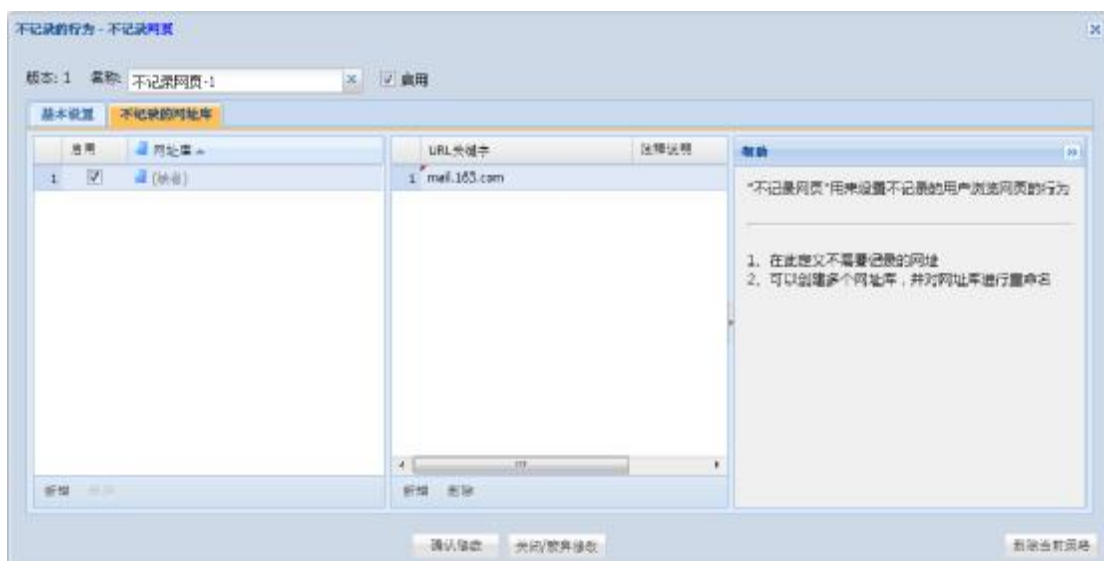 不记录的行为 - 不记录网页
版本: 1 名称: 不记录网页-1 启用
基本设置 不记录的网址库
启用 网址库
1 (缺省)
URL关键字 注释说明
1 mail.163.com
帮助
"不记录网页"用来设置不记录的用户浏览网页的行为
1、在此定义不需要记录的网址
2、可以创建多个网址库，并对网址库进行重命名
新增 删除
新增 删除
确认修改 关闭/放弃修改 删除当前策略